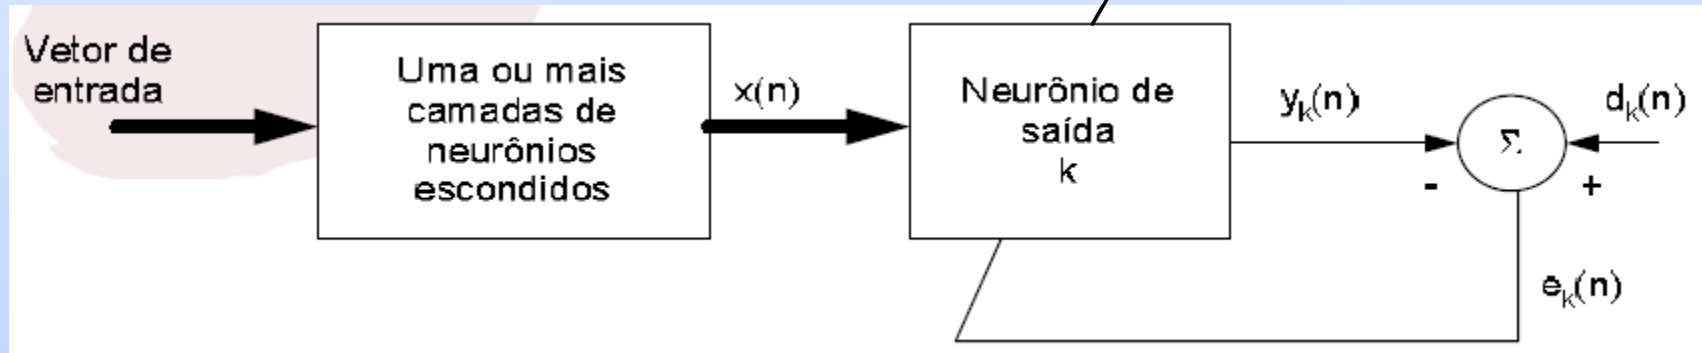 Vetor de
entrada
Uma ou mais
camadas de
neurônios
escondidos
x(n)
Neurônio de
saída
k
yk(n)
Σ
dk(n)
-
+
ek(n)